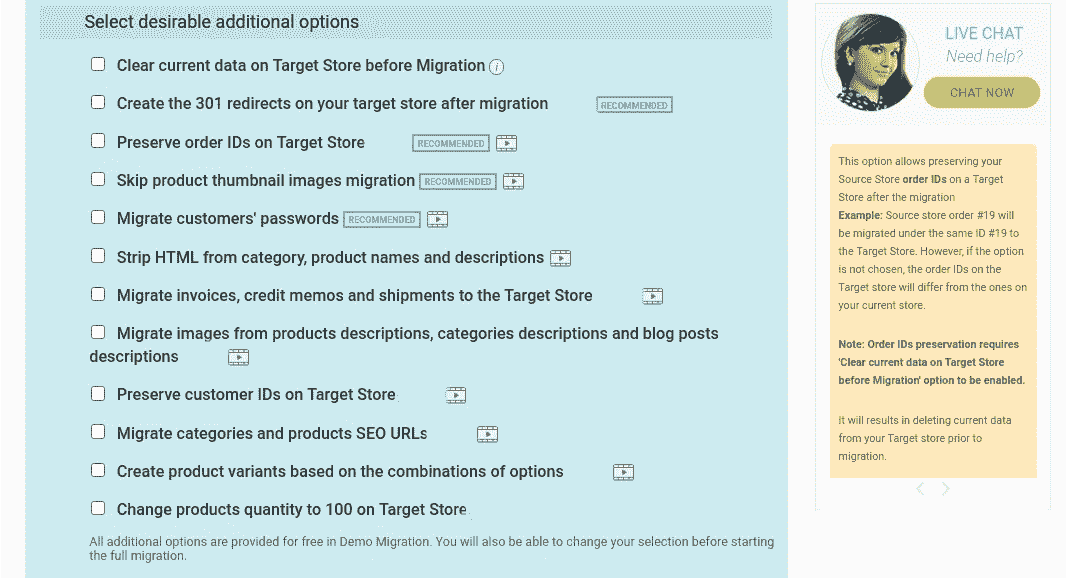 Select desirable additional options
Clear current data on Target Store before Migration i
Create the 301 redirects on your target store after migration RECOMMENDED
Preserve order IDs on Target Store RECOMMENDED
Skip product thumbnail images migration RECOMMENDED
Migrate customers' passwords RECOMMENDED
Strip HTML from category, product names and descriptions
Migrate invoices, credit memos and shipments to the Target Store
Migrate images from products descriptions, categories descriptions and blog posts
descriptions
Preserve customer IDs on Target Store
Migrate categories and products SEO URLs
Create product variants based on the combinations of options
Change products quantity to 100 on Target Store
All additional options are provided for free in Demo Migration. You will also be able to change your selection before starting
the full migration.
LIVE CHAT
Need help?
CHAT NOW
This option allows preserving your
Source Store order IDs on a Target
Store after the migration
Example: Source store order #19 will
be migrated under the same ID #19 to
the Target Store. However, if the option
is not chosen, the order IDs on the
Target store will differ from the ones on
your current store.
Note: Order IDs preservation requires
'Clear current data on Target Store
before Migration' option to be enabled.
It will results in deleting current data
from your Target store prior to
migration.